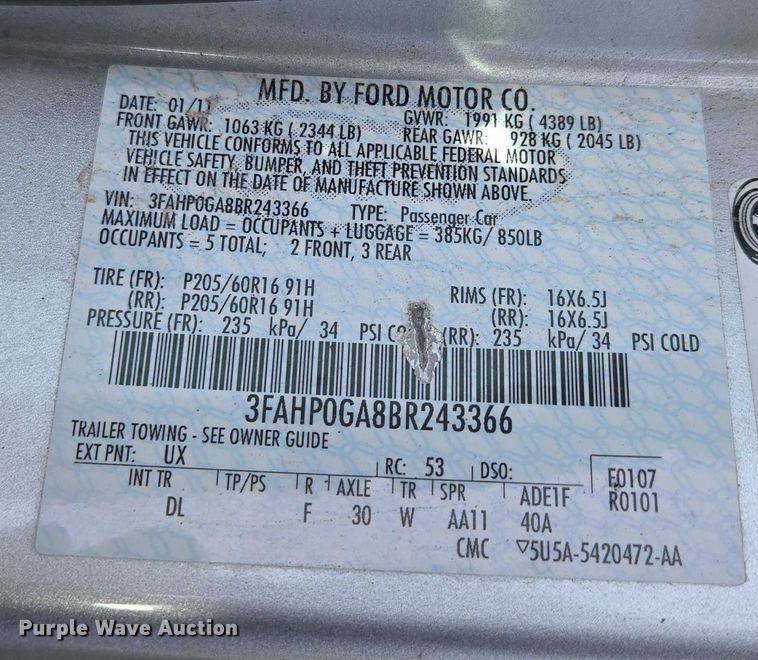 MFD. BY FORD MOTOR CO.
DATE: 01/11 GVWR: 1991 KG ( 4389 LB)
FRONT GAWR: 1063 KG ( 2344 LB) REAR GAWR: 928 KG ( 2045 LB)
THIS VEHICLE CONFORMS TO ALL APPLICABLE FEDERAL MOTOR
VEHICLE SAFETY, BUMPER, AND THEFT PREVENTION STANDARDS
IN EFFECT ON THE DATE OF MANUFACTURE SHOWN ABOVE.
VIN: 3FAHP0GA8BR243366 TYPE: Passenger Car
MAXIMUM LOAD = OCCUPANTS + LUGGAGE = 385KG/ 850LB
OCCUPANTS = 5 TOTAL; 2 FRONT, 3 REAR
TIRE (FR): P205/60R16 91H RIMS (FR): 16X6.5J
(RR): P205/60R16 91H (RR): 16X6.5J
PRESSURE (FR): 235 kPa/ 34 PSI (RR): 235 kPa/ 34 PSI COLD
3FAHP0GA8BR243366
TRAILER TOWING - SEE OWNER GUIDE
EXT PNT: UX RC: 53 DSO: F0107
INT TR TP/PS R AXLE TR SPR ADE1F R0101
DL F 30 W AA11 40A
CMC ▽5U5A-5420472-AA
Purple Wave Auction